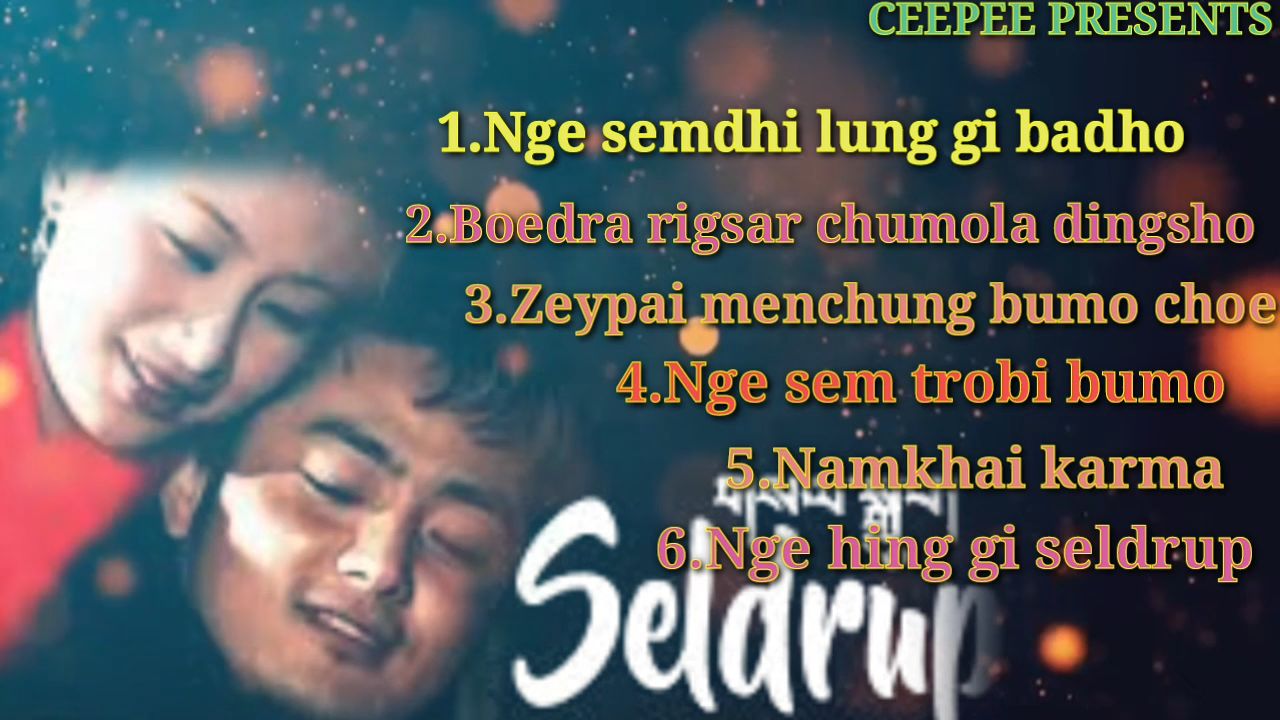 CEEPEE PRESENTS
1.Nge semdhi lung gi badho
2.Boedra rigsar chumola dingsho
3.Zeypai menchung bumo choe
4.Nge sem trobi bumo
5.Namkhai karma
6.Nge hing gi seldrup
Seldrup